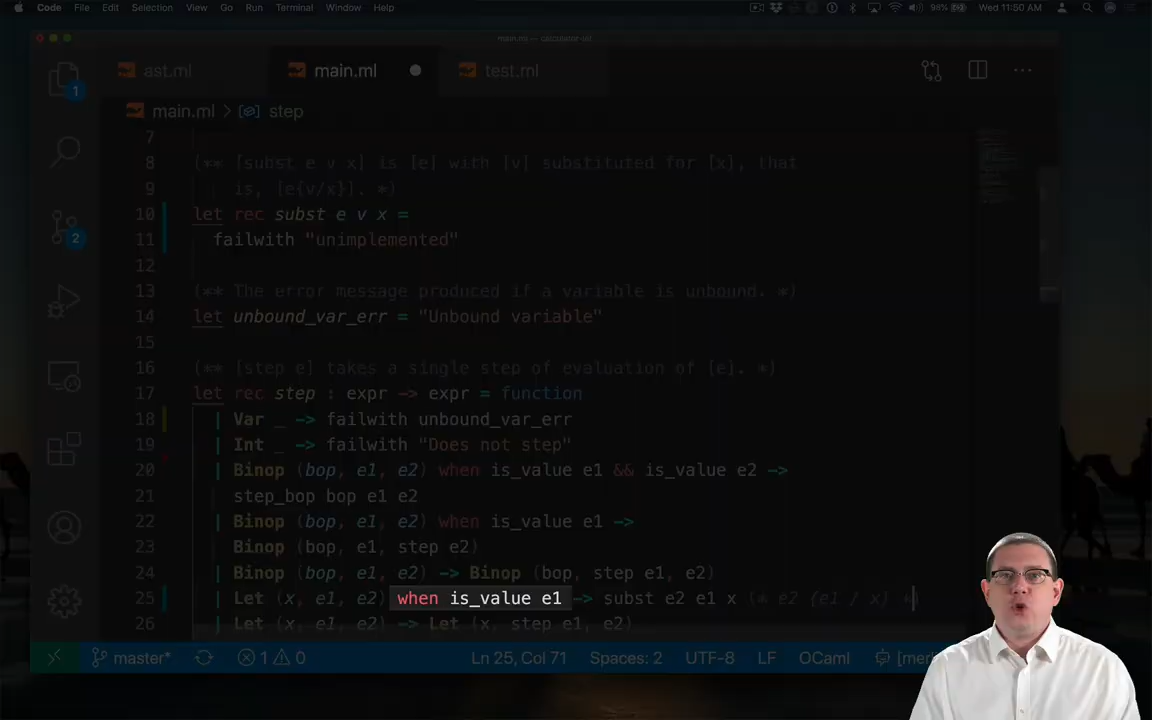 Code File Edit Selection View Go Run Terminal Window Help 98% Wed 11:50 AM
main.ml — calculator-let
ast.ml main.ml test.ml
main.ml > step
7
8 (** [subst e v x] is [e] with [v] substituted for [x], that
9 is, [e{v/x}]. *)
10 let rec subst e v x =
11 failwith "unimplemented"
12
13 (** The error message produced if a variable is unbound. *)
14 let unbound_var_err = "Unbound variable"
15
16 (** [step e] takes a single step of evaluation of [e]. *)
17 let rec step : expr -> expr = function
18 | Var _ -> failwith unbound_var_err
19 | Int _ -> failwith "Does not step"
20 | Binop (bop, e1, e2) when is_value e1 && is_value e2 ->
21 step_bop bop e1 e2
22 | Binop (bop, e1, e2) when is_value e1 ->
23 Binop (bop, e1, step e2)
24 | Binop (bop, e1, e2) -> Binop (bop, step e1, e2)
25 | Let (x, e1, e2) when is_value e1 -> subst e2 e1 x (* e2 {e1 / x) *
26 | Let (x, e1, e2) -> Let (x, step e1, e2)
1
2
master* 1 0 Ln 25, Col 71 Spaces: 2 UTF-8 LF OCaml